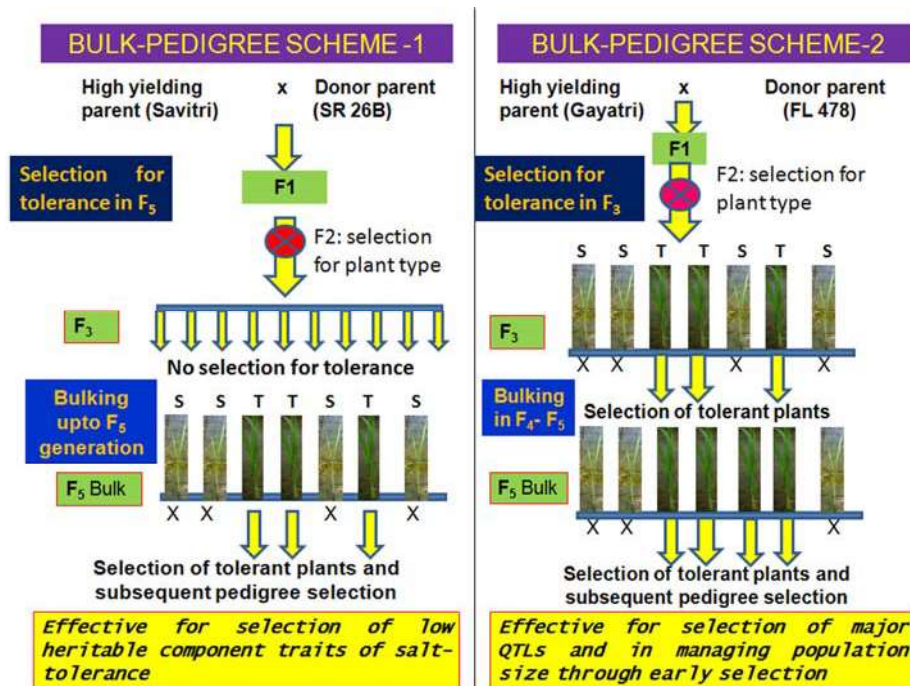 BULK-PEDIGREE SCHEME -1
High yielding x Donor parent
parent (Savitri) (SR 26B)
Selection for
tolerance in F5
F1
F2: selection
for plant type
F3
No selection for tolerance
Bulking
upto F5
generation
S S T T S T S
F5 Bulk
X X X X
Selection of tolerant plants and
subsequent pedigree selection
Effective for selection of low
heritable component traits of salt-
tolerance
BULK-PEDIGREE SCHEME-2
High yielding x Donor parent
parent (Gayatri) (FL 478)
F1
Selection for
tolerance in F3
F2: selection for
plant type
S S T T S T S
F3
X X X X
Bulking
in F4- F5
Selection of tolerant plants
S S T T T T S
F5 Bulk
X X X
Selection of tolerant plants and
subsequent pedigree selection
Effective for selection of major
QTLs and in managing population
size through early selection